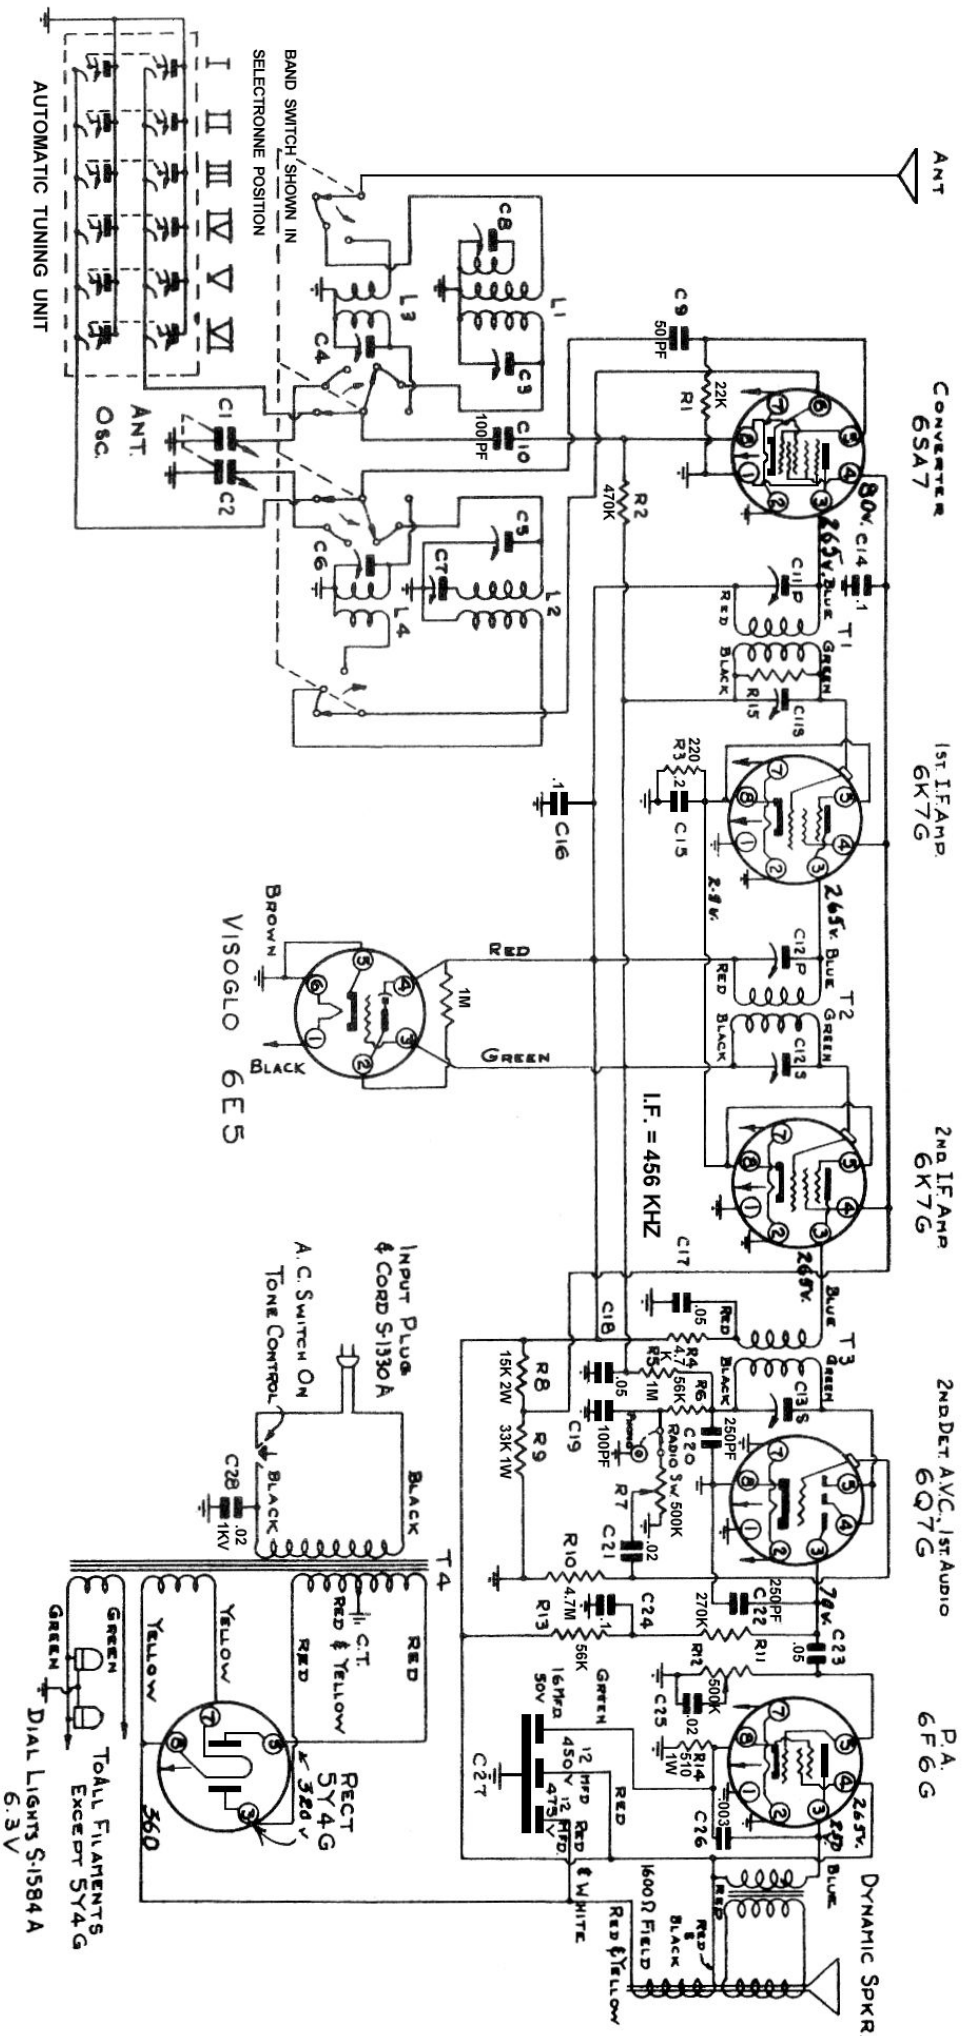 ANT
CONVERTER
6SA7
1ST. I.F. AMP.
6K7G
2ND. I.F. AMP.
6K7G
2ND. DET. A.V.C., 1ST. AUDIO
6Q7G
P.A.
6F6G
DYNAMIC SPKR
BAND SWITCH SHOWN IN
SELECTRONNE POSITION
I II III IV V VI
AUTOMATIC TUNING UNIT
ANT.
OSC.
C1
C2
C8
L1
C3
L3
C4
C9
50PF
22K
R1
C10
100PF
R2
470K
C5
L2
C7
C6
L4
80V.
C14
.1
265V.
BLUE
C11P
RED
T1
GREEN
BLACK
R15
C11S
220
R3
.2
C15
.1
C16
2.9V.
265V.
BLUE
C12P
RED
T2
GREEN
BLACK
C12S
RED
1M
GREEN
BROWN
BLACK
VISOGLO 6E5
I.F. = 456 KHZ
265V.
BLUE
T3
GREEN
C17
.05
RED
BLACK
C13S
C18
.05
R4
4.7
K
R5
1M
R6
56K
C20
250PF
R8
15K 2W
R9
33K 1W
C19
100PF
PHONO
RADIO SW.
500K
R7
C21
.02
R10
4.7M
70V.
C23
.05
250PF
C22
270K
R11
C24
.1
R13
56K
R12
500K
C25
.02
R14
510
1W
.003
C26
265V.
250
BLUE
RED
RED
&
BLACK
1600Ω FIELD
RED & YELLOW
GREEN
16MFD
50V
12 MFD
450V
12 MFD.
475V
RED
RED & WHITE
C27
INPUT PLUG
& CORD S-1330A
A.C. SWITCH ON
TONE CONTROL
BLACK
BLACK
C28
.02
1KV
T4
RED
C.T.
RED & YELLOW
RED
YELLOW
YELLOW
GREEN
GREEN
RECT
5Y4G
320V
360
TO ALL FILAMENTS
EXCEPT 5Y4G
DIAL LIGHTS S-1584A
6.3V